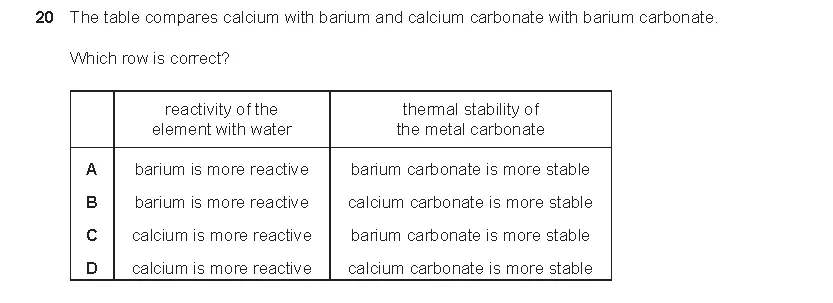 20 The table compares calcium with barium and calcium carbonate with barium carbonate.
Which row is correct?
reactivity of the element with water | thermal stability of the metal carbonate
A barium is more reactive barium carbonate is more stable
B barium is more reactive calcium carbonate is more stable
C calcium is more reactive barium carbonate is more stable
D calcium is more reactive calcium carbonate is more stable